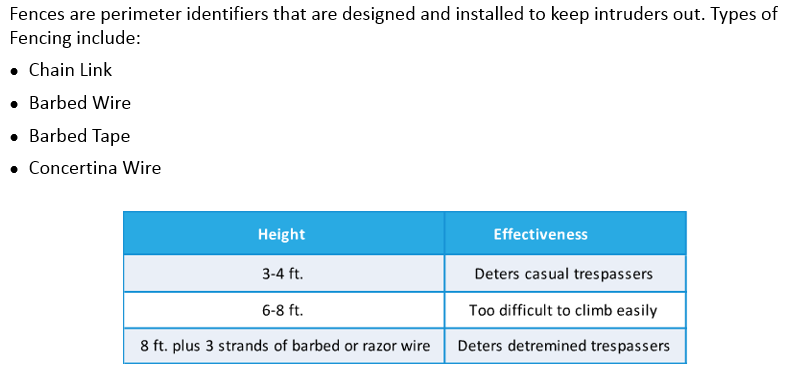 Fences are perimeter identifiers that are designed and installed to keep intruders out. Types of
Fencing include:
• Chain Link
• Barbed Wire
• Barbed Tape
• Concertina Wire
Height Effectiveness
3-4 ft. Deters casual trespassers
6-8 ft. Too difficult to climb easily
8 ft. plus 3 strands of barbed or razor wire Deters detremined trespassers